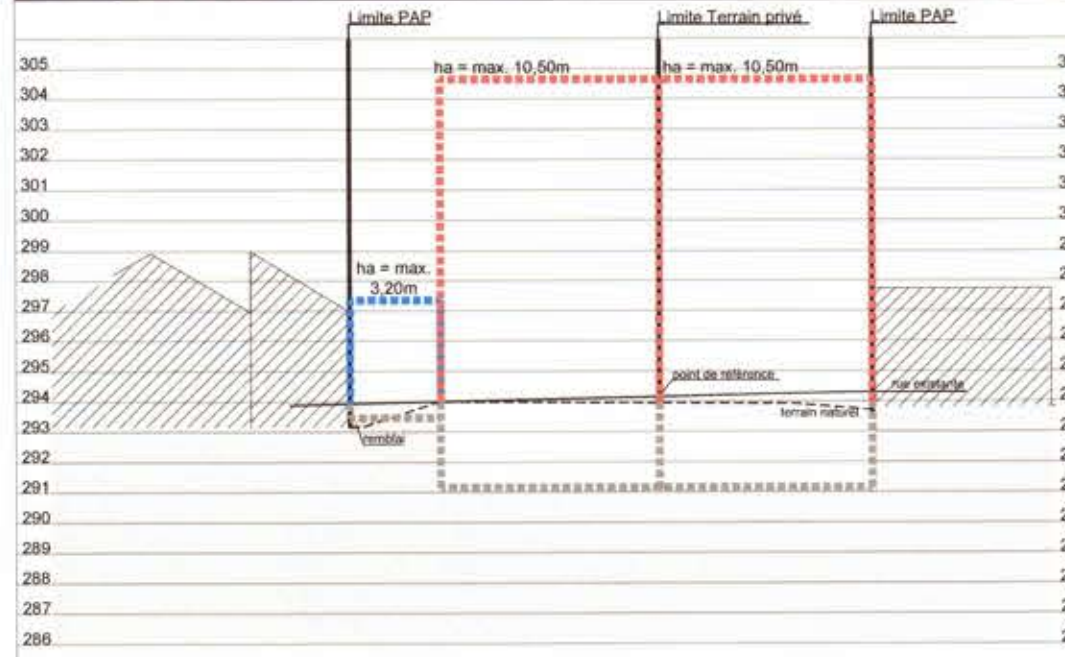 Limite PAP
Limite Terrain privé
Limite PAP
305
ha = max. 10,50m
ha = max. 10,50m
304
303
302
301
300
299
298
ha = max.
3,20m
297
296
295
point de référence
rue existante
294
terrain naturel
293
remblai
292
291
290
289
288
287
286